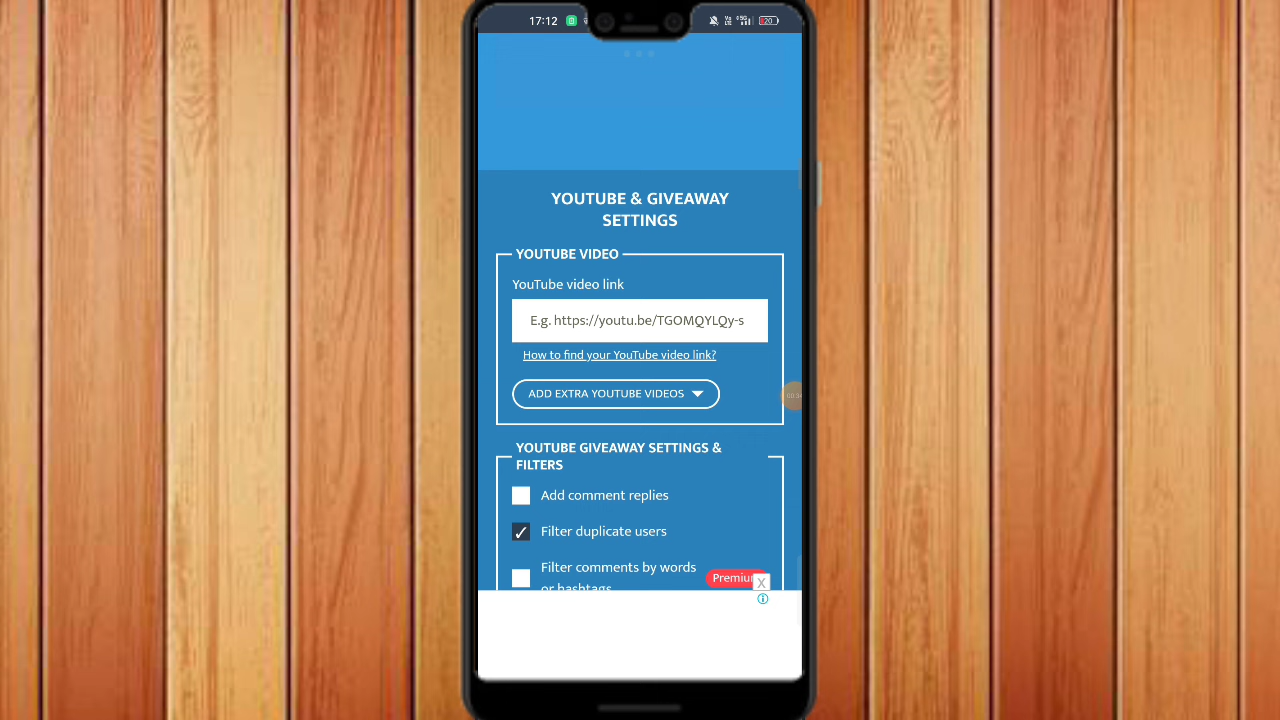 17:12
20
YOUTUBE & GIVEAWAY
SETTINGS
YOUTUBE VIDEO
YouTube video link
E.g. https://youtu.be/TGOMQYLQy-s
How to find your YouTube video link?
ADD EXTRA YOUTUBE VIDEOS
YOUTUBE GIVEAWAY SETTINGS &
FILTERS
Add comment replies
Filter duplicate users
Filter comments by words
or hashtags
Premium
X